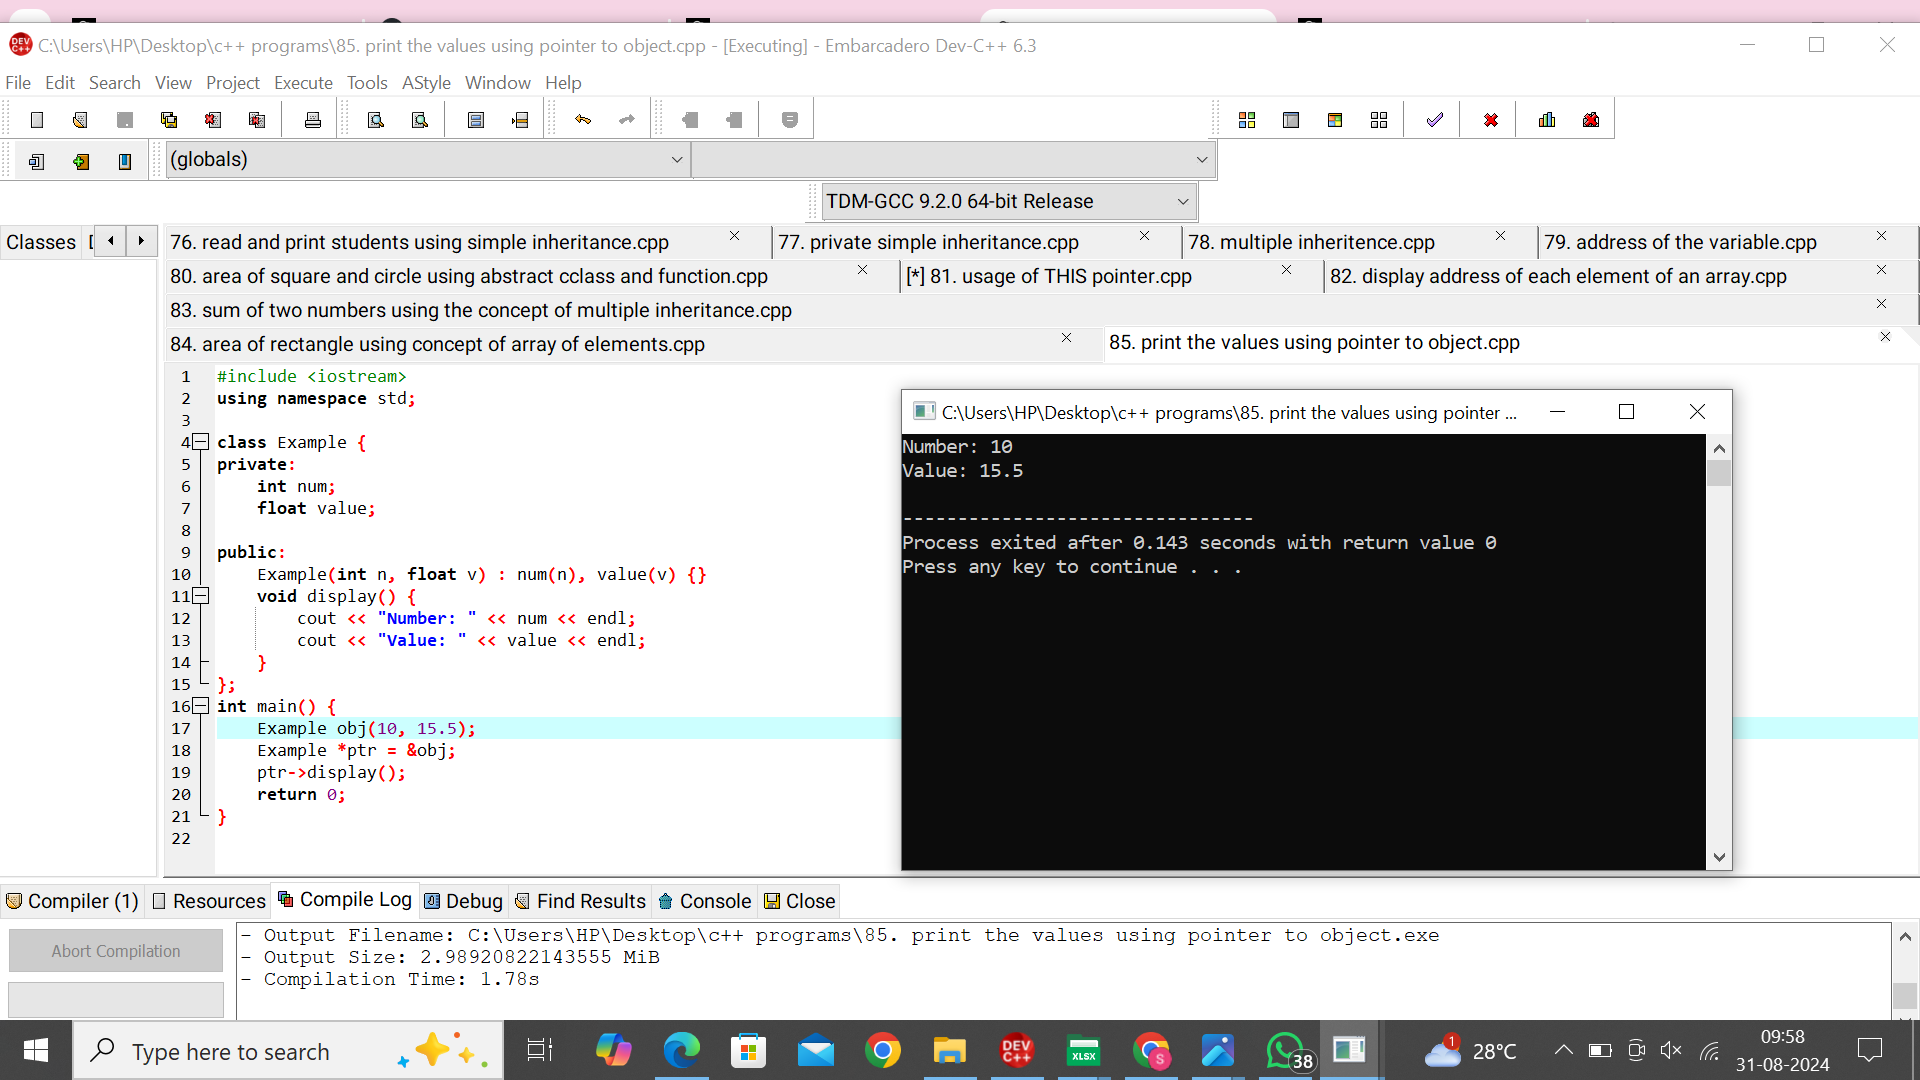 C:\Users\HP\Desktop\c++ programs\85. print the values using pointer to object.cpp - [Executing] - Embarcadero Dev-C++ 6.3
File Edit Search View Project Execute Tools AStyle Window Help
(globals)
TDM-GCC 9.2.0 64-bit Release
Classes
76. read and print students using simple inheritance.cpp 77. private simple inheritance.cpp 78. multiple inheritence.cpp 79. address of the variable.cpp
80. area of square and circle using abstract cclass and function.cpp [*] 81. usage of THIS pointer.cpp 82. display address of each element of an array.cpp
83. sum of two numbers using the concept of multiple inheritance.cpp
84. area of rectangle using concept of array of elements.cpp 85. print the values using pointer to object.cpp
1 #include <iostream>
2 using namespace std;
3
4 class Example {
5 private:
6 int num;
7 float value;
8
9 public:
10 Example(int n, float v) : num(n), value(v) {}
11 void display() {
12 cout << "Number: " << num << endl;
13 cout << "Value: " << value << endl;
14 }
15 };
16 int main() {
17 Example obj(10, 15.5);
18 Example *ptr = &obj;
19 ptr->display();
20 return 0;
21 }
22
C:\Users\HP\Desktop\c++ programs\85. print the values using pointer ...
Number: 10
Value: 15.5
--------------------------------
Process exited after 0.143 seconds with return value 0
Press any key to continue . . .
Compiler (1) Resources Compile Log Debug Find Results Console Close
Abort Compilation
- Output Filename: C:\Users\HP\Desktop\c++ programs\85. print the values using pointer to object.exe
- Output Size: 2.98920822143555 MiB
- Compilation Time: 1.78s
Type here to search
DEV C++
XLSX
S
38
1
28°C
09:58
31-08-2024